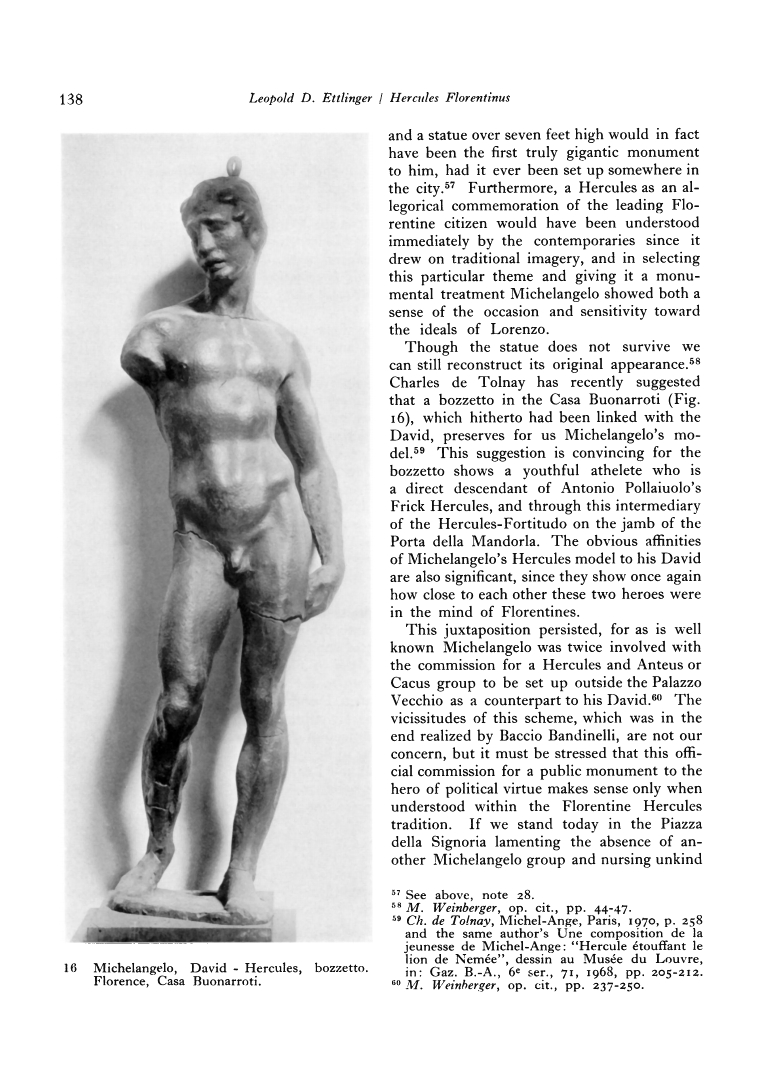 138
Leopold D. Ettlinger / Hercules Florentinus
and a statue over seven feet high would in fact
have been the first truly gigantic monument
to him, had it ever been set up somewhere in
the city.⁵⁷ Furthermore, a Hercules as an al-
legorical commemoration of the leading Flo-
rentine citizen would have been understood
immediately by the contemporaries since it
drew on traditional imagery, and in selecting
this particular theme and giving it a monu-
mental treatment Michelangelo showed both a
sense of the occasion and sensitivity toward
the ideals of Lorenzo.
Though the statue does not survive we
can still reconstruct its original appearance.⁵⁸
Charles de Tolnay has recently suggested
that a bozzetto in the Casa Buonarroti (Fig.
16), which hitherto had been linked with the
David, preserves for us Michelangelo's mo-
del.⁵⁹ This suggestion is convincing for the
bozzetto shows a youthful athelete who is
a direct descendant of Antonio Pollaiuolo's
Frick Hercules, and through this intermediary
of the Hercules-Fortitudo on the jamb of the
Porta della Mandorla. The obvious affinities
of Michelangelo's Hercules model to his David
are also significant, since they show once again
how close to each other these two heroes were
in the mind of Florentines.
This juxtaposition persisted, for as is well
known Michelangelo was twice involved with
the commission for a Hercules and Anteus or
Cacus group to be set up outside the Palazzo
Vecchio as a counterpart to his David.⁶⁰ The
vicissitudes of this scheme, which was in the
end realized by Baccio Bandinelli, are not our
concern, but it must be stressed that this offi-
cial commission for a public monument to the
hero of political virtue makes sense only when
understood within the Florentine Hercules
tradition. If we stand today in the Piazza
della Signoria lamenting the absence of an-
other Michelangelo group and nursing unkind
⁵⁷ See above, note 28.
⁵⁸ M. Weinberger, op. cit., pp. 44-47.
⁵⁹ Ch. de Tolnay, Michel-Ange, Paris, 1970, p. 258
and the same author's Une composition de la
jeunesse de Michel-Ange: "Hercule étouffant le
lion de Nemée", dessin au Musée du Louvre,
in: Gaz. B.-A., 6ᵉ ser., 71, 1968, pp. 205-212.
⁶⁰ M. Weinberger, op. cit., pp. 237-250.
16 Michelangelo, David - Hercules, bozzetto.
Florence, Casa Buonarroti.